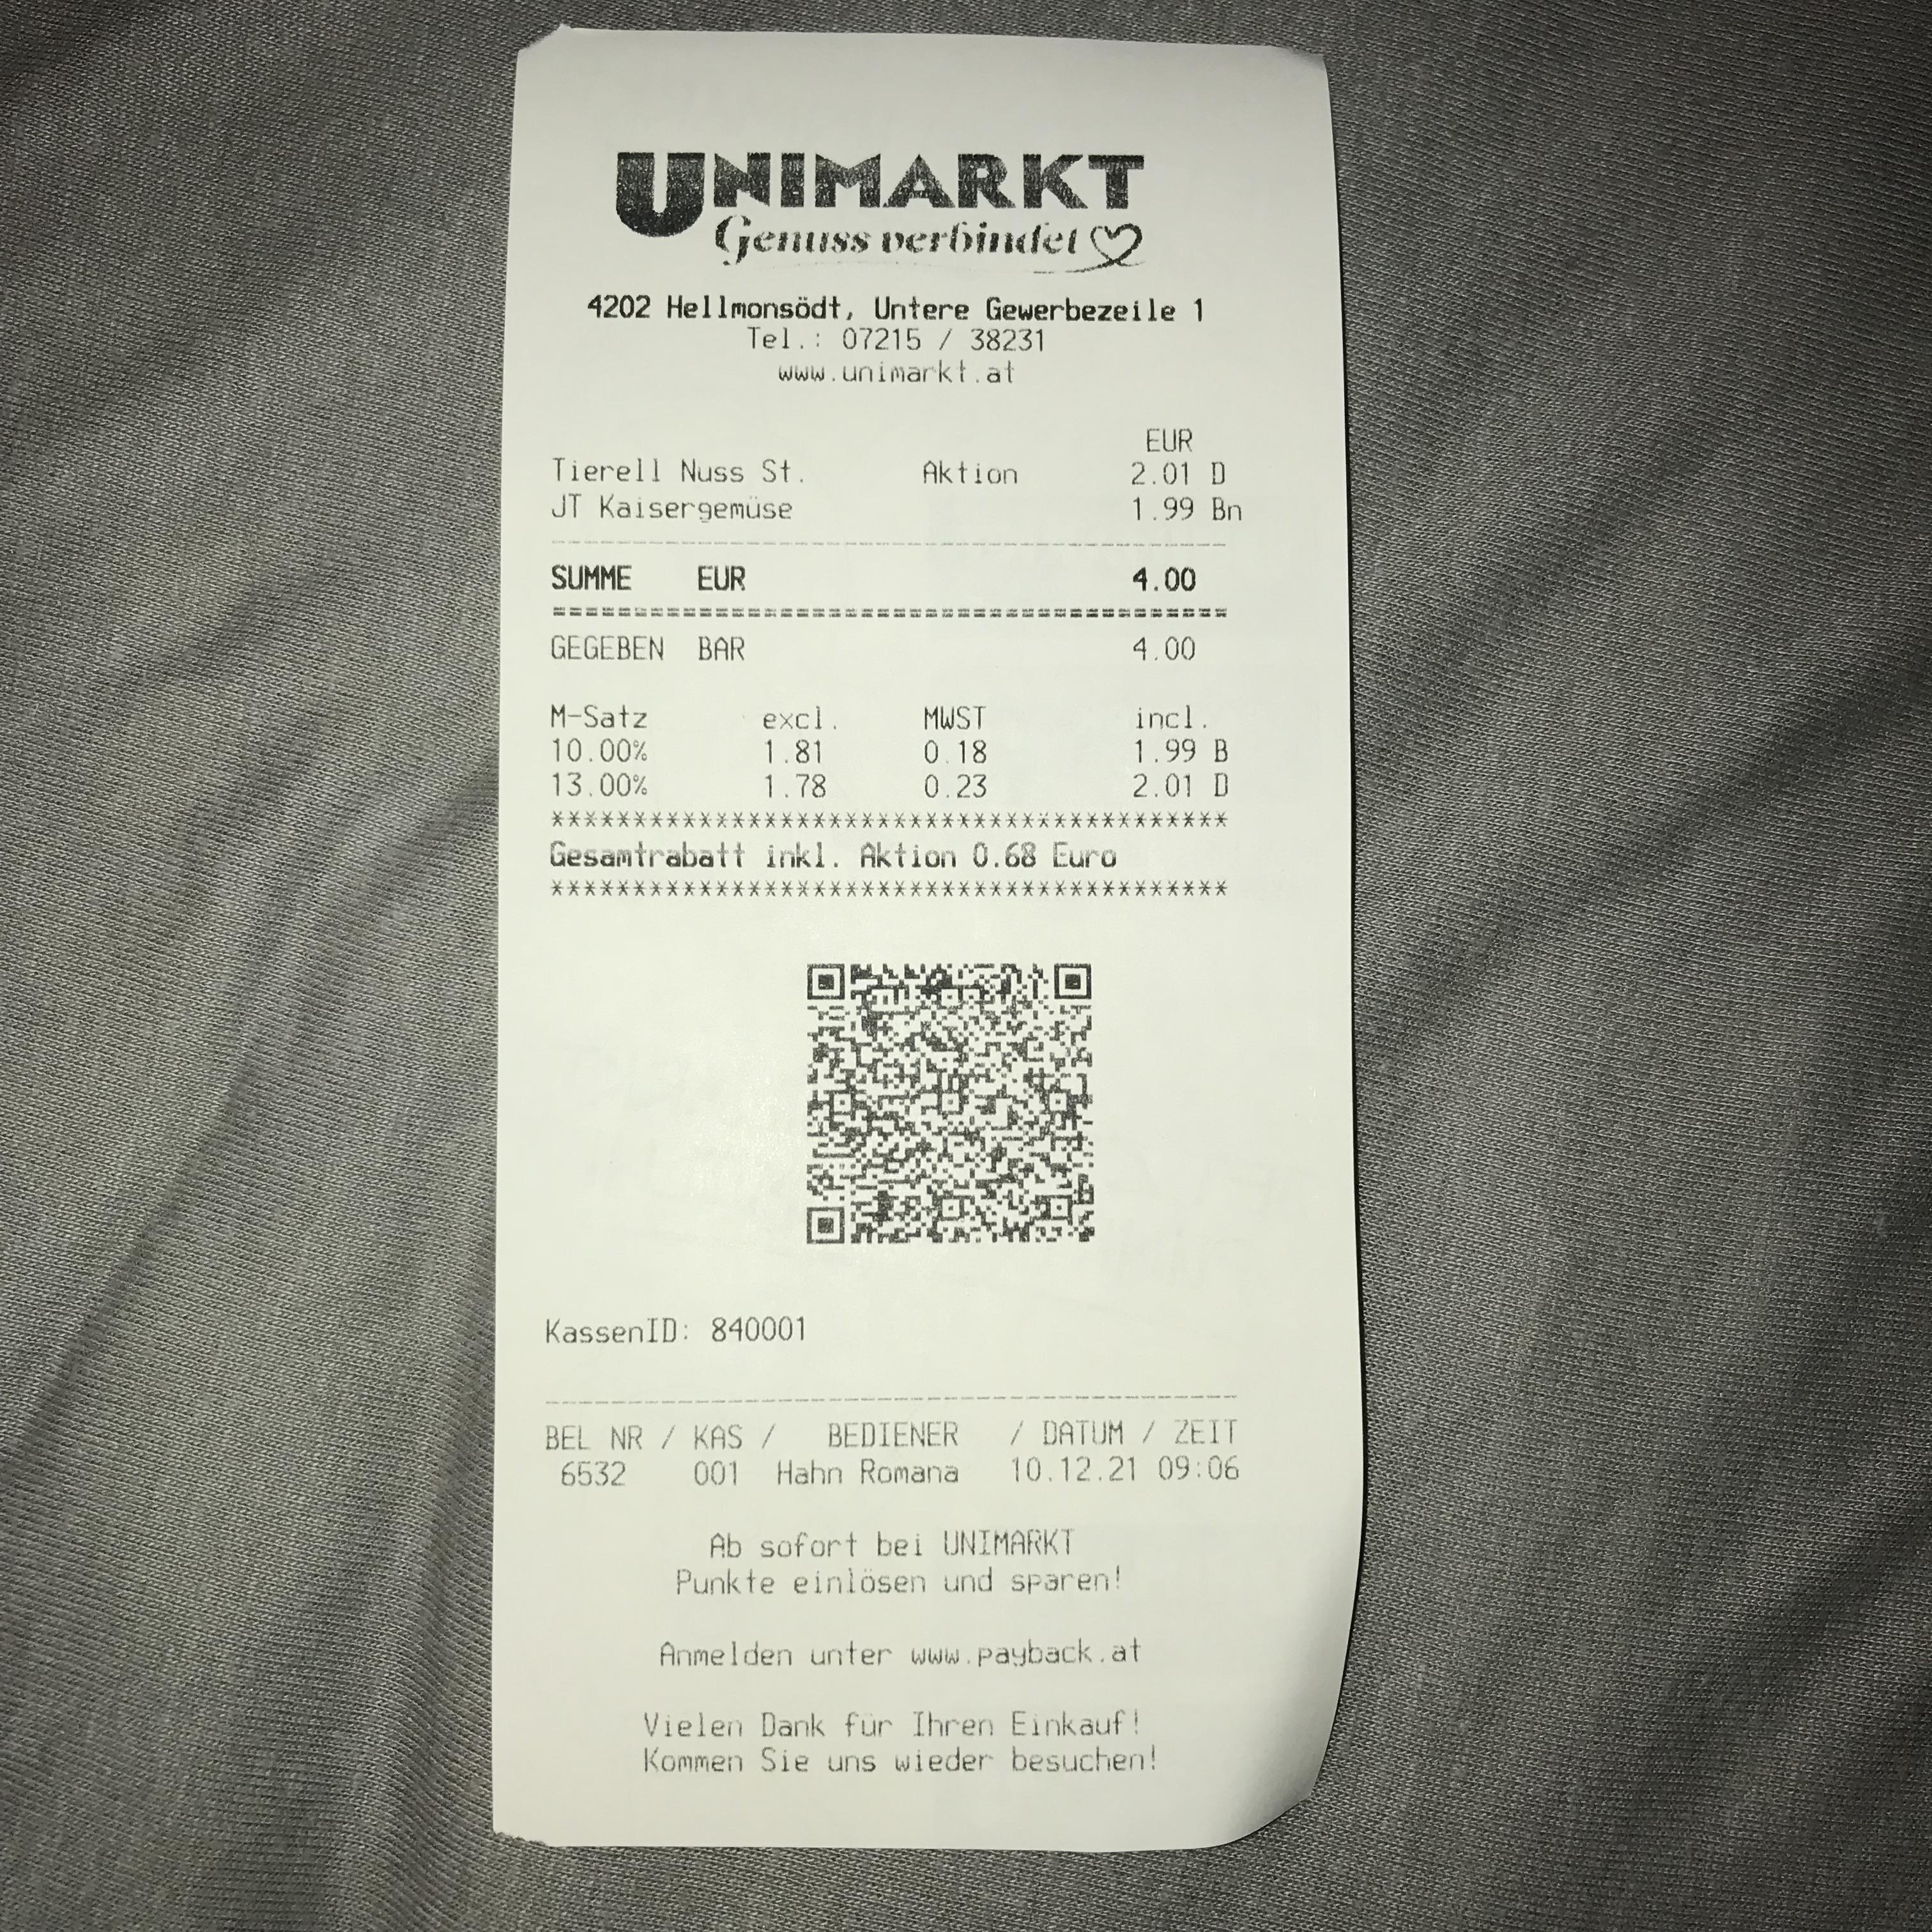 UNIMARKT
Genuss verbindet
4202 Hellmonsödt, Untere Gewerbezeile 1
Tel.: 07215 / 38231
www.unimarkt.at
EUR
Tierell Nuss St. Aktion 2.01 D
JT Kaisergemüse 1.99 Bn
SUMME EUR 4.00
GEGEBEN BAR 4.00
M-Satz excl. MWST incl.
10.00% 1.81 0.18 1.99 B
13.00% 1.78 0.23 2.01 D
******************************************
Gesamtrabatt inkl. Aktion 0.68 Euro
******************************************
KassenID: 840001
BEL NR / KAS / BEDIENER / DATUM / ZEIT
6532 001 Hahn Romana 10.12.21 09:06
Ab sofort bei UNIMARKT
Punkte einlösen und sparen!
Anmelden unter www.payback.at
Vielen Dank für Ihren Einkauf!
Kommen Sie uns wieder besuchen!